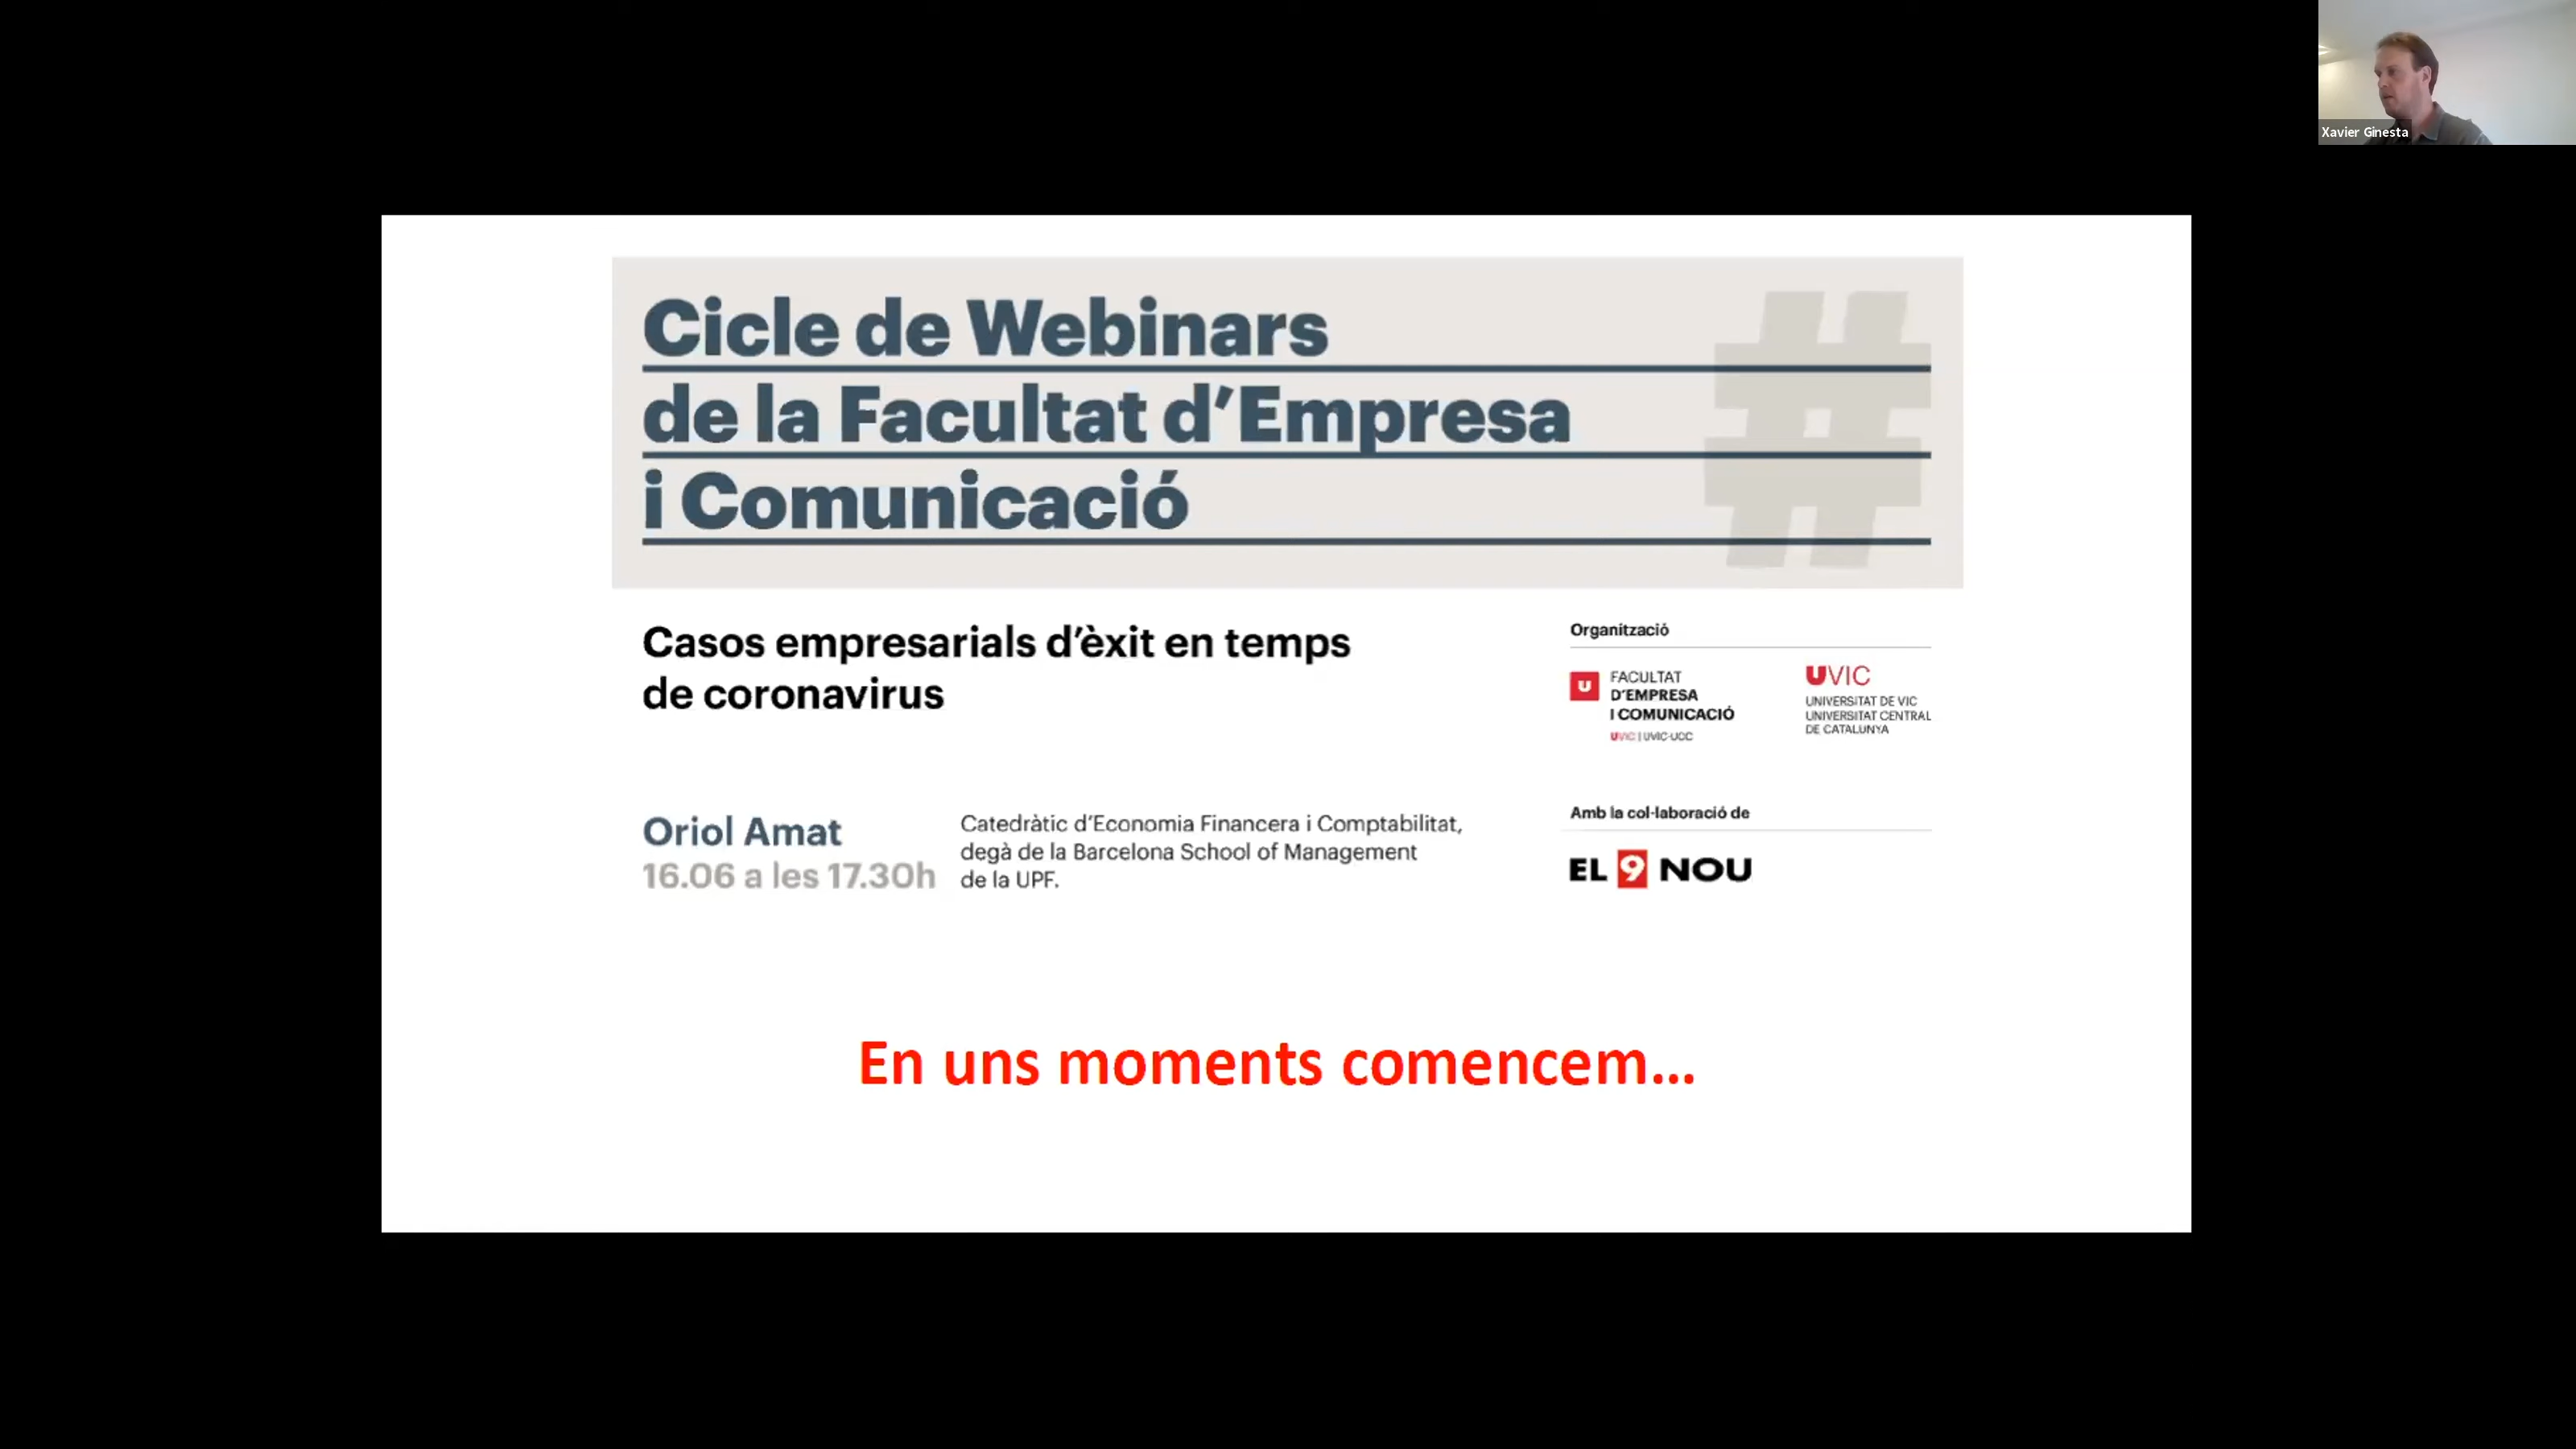 Xavier Ginesta
Cicle de Webinars
de la Facultat d'Empresa
i Comunicació
#
Casos empresarials d'èxit en temps
de coronavirus
Organització
U
FACULTAT
D'EMPRESA
I COMUNICACIÓ
UVIC | UVIC·UCC
UVIC
UNIVERSITAT DE VIC
UNIVERSITAT CENTRAL
DE CATALUNYA
Oriol Amat
16.06 a les 17.30h
Catedràtic d'Economia Financera i Comptabilitat,
degà de la Barcelona School of Management
de la UPF.
Amb la col·laboració de
EL 9 NOU
En uns moments comencem...